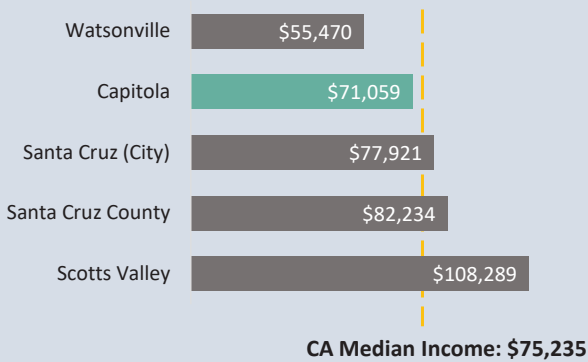 Watsonville $55,470
Capitola $71,059
Santa Cruz (City) $77,921
Santa Cruz County $82,234
Scotts Valley $108,289
CA Median Income: $75,235